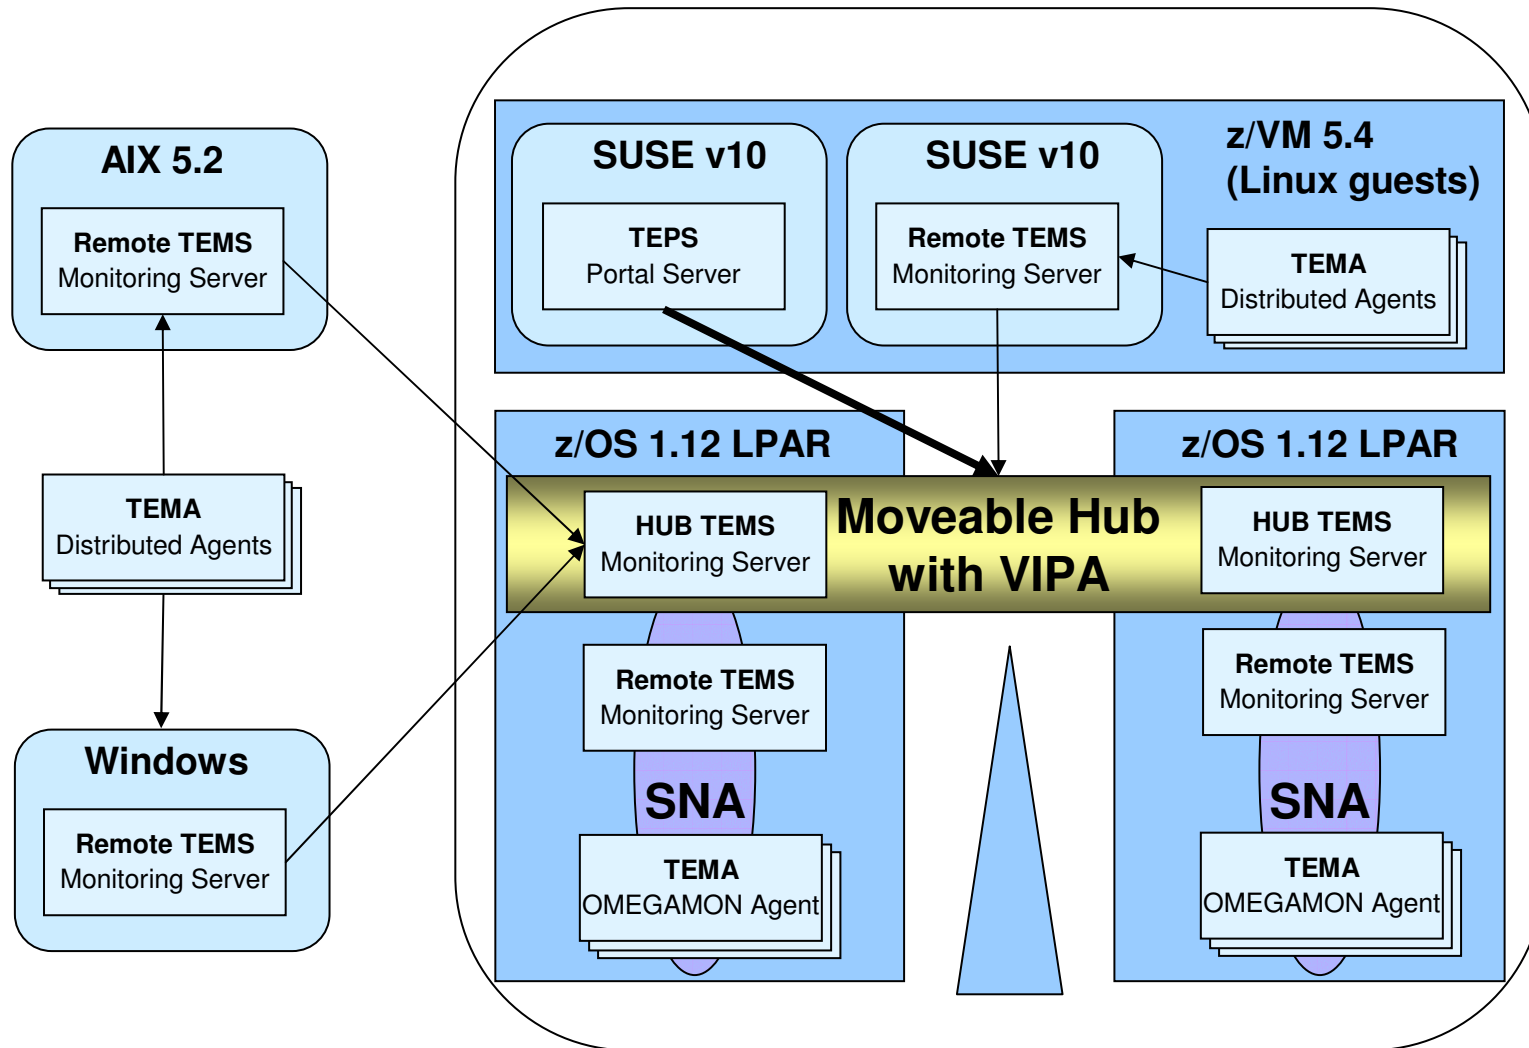 AIX 5.2
Remote TEMS
Monitoring Server
TEMA
Distributed Agents
Windows
Remote TEMS
Monitoring Server
SUSE v10
TEPS
Portal Server
SUSE v10
Remote TEMS
Monitoring Server
z/VM 5.4
(Linux guests)
TEMA
Distributed Agents
z/OS 1.12 LPAR
z/OS 1.12 LPAR
HUB TEMS
Monitoring Server
Moveable Hub
with VIPA
HUB TEMS
Monitoring Server
Remote TEMS
Monitoring Server
SNA
TEMA
OMEGAMON Agent
Remote TEMS
Monitoring Server
SNA
TEMA
OMEGAMON Agent